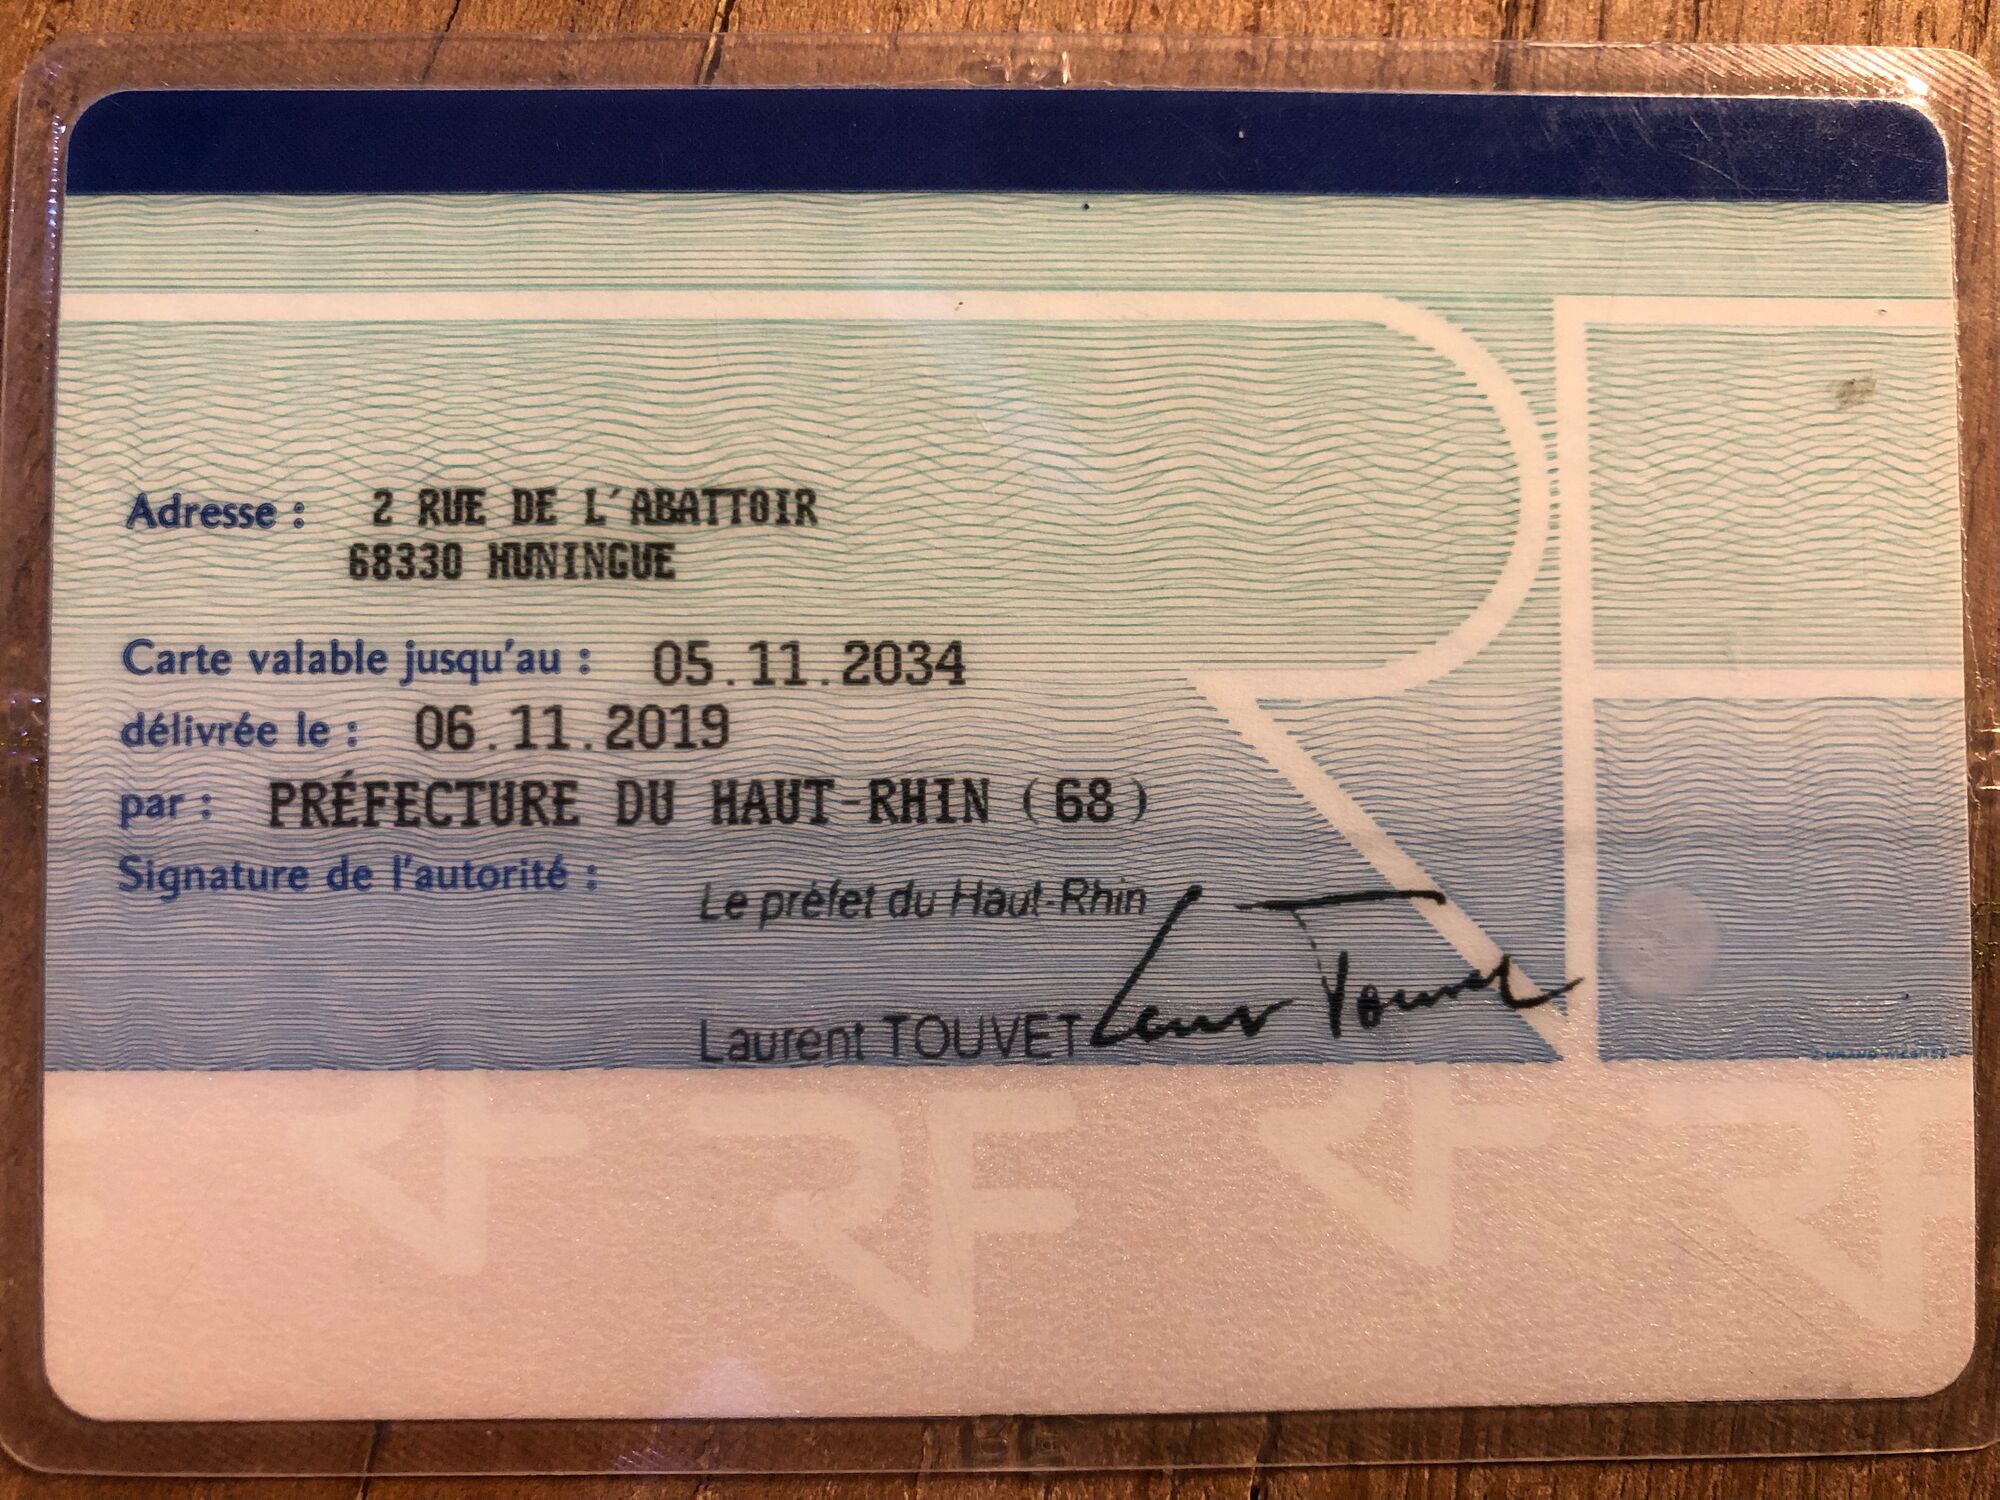 Adresse : 2 RUE DE L'ABATTOIR
68330 HUNINGUE
Carte valable jusqu'au : 05.11.2034
délivrée le : 06.11.2019
par : PRÉFECTURE DU HAUT-RHIN (68)
Signature de l'autorité :
Le préfet du Haut-Rhin
Laurent TOUVET
RF
RF RF RF RF